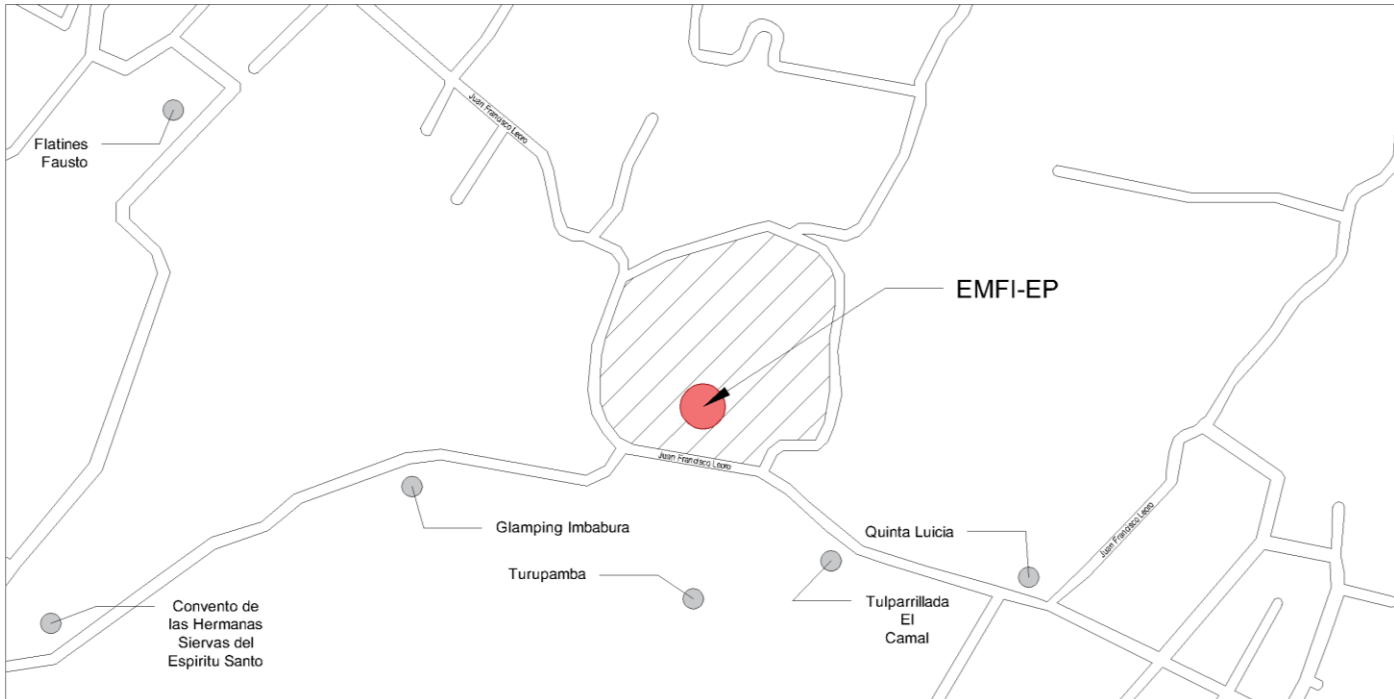 Juan Francisco Leoro
Flatines
Fausto
EMFI-EP
Juan Francisco Leoro
Glamping Imbabura
Juan Francisco Leoro
Quinta Luicia
Turupamba
Tulparrillada
El
Camal
Convento de
las Hermanas
Siervas del
Espiritu Santo